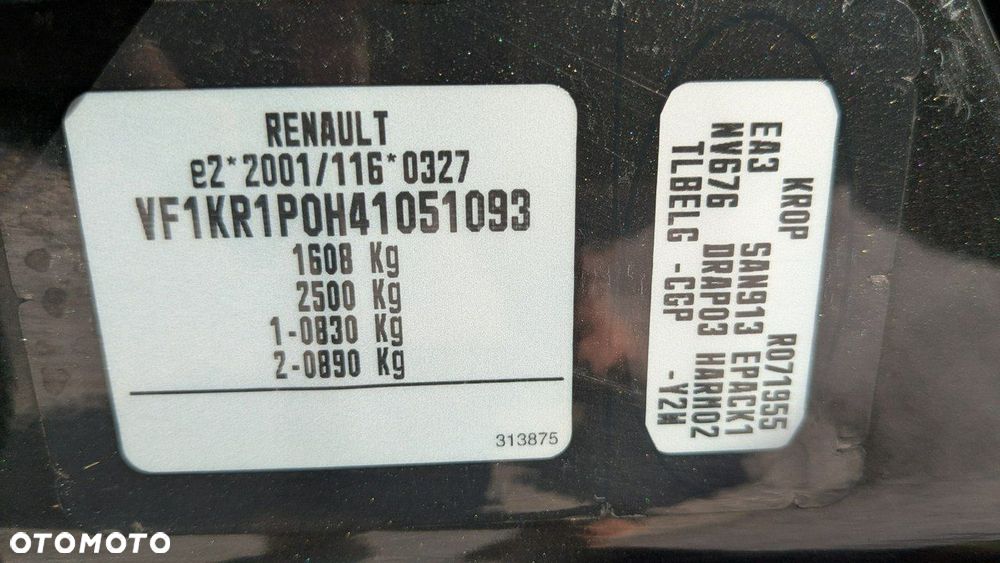 RENAULT
e2*2001/116*0327
VF1KR1P0H41051093
1608 Kg
2500 Kg
1-0830 Kg
2-0890 Kg
313875
KROP R071955
EA3 SAN913 EPACK1
NV676 DRAP03 HARM02
TLBELG -CGP -Y2W
OTOMOTO